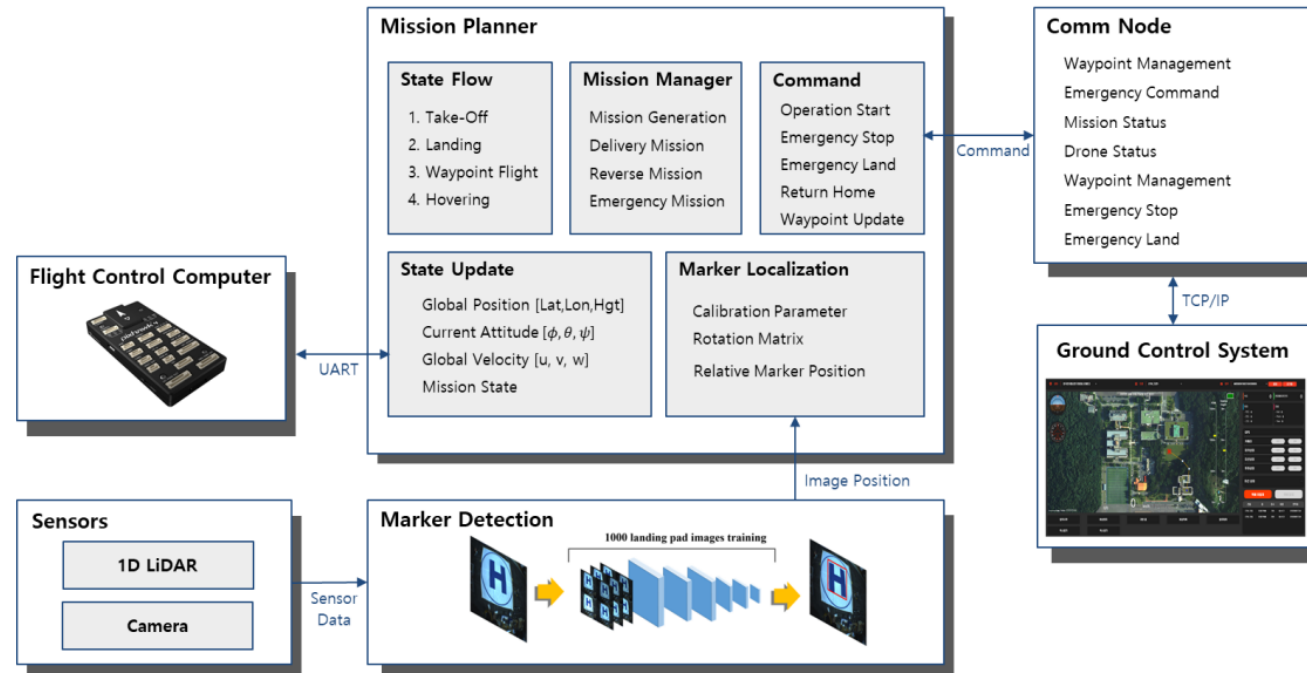 Mission Planner
State Flow
1. Take-Off
2. Landing
3. Waypoint Flight
4. Hovering
Mission Manager
Mission Generation
Delivery Mission
Reverse Mission
Emergency Mission
Command
Operation Start
Emergency Stop
Emergency Land
Return Home
Waypoint Update
State Update
Global Position [Lat,Lon,Hgt]
Current Attitude [ϕ, θ, ψ]
Global Velocity [u, v, w]
Mission State
Marker Localization
Calibration Parameter
Rotation Matrix
Relative Marker Position
Command
Comm Node
Waypoint Management
Emergency Command
Mission Status
Drone Status
Waypoint Management
Emergency Stop
Emergency Land
TCP/IP
Ground Control System
Flight Control Computer
UART
Image Position
Sensors
1D LiDAR
Camera
Sensor
Data
Marker Detection
1000 landing pad images training
H
H